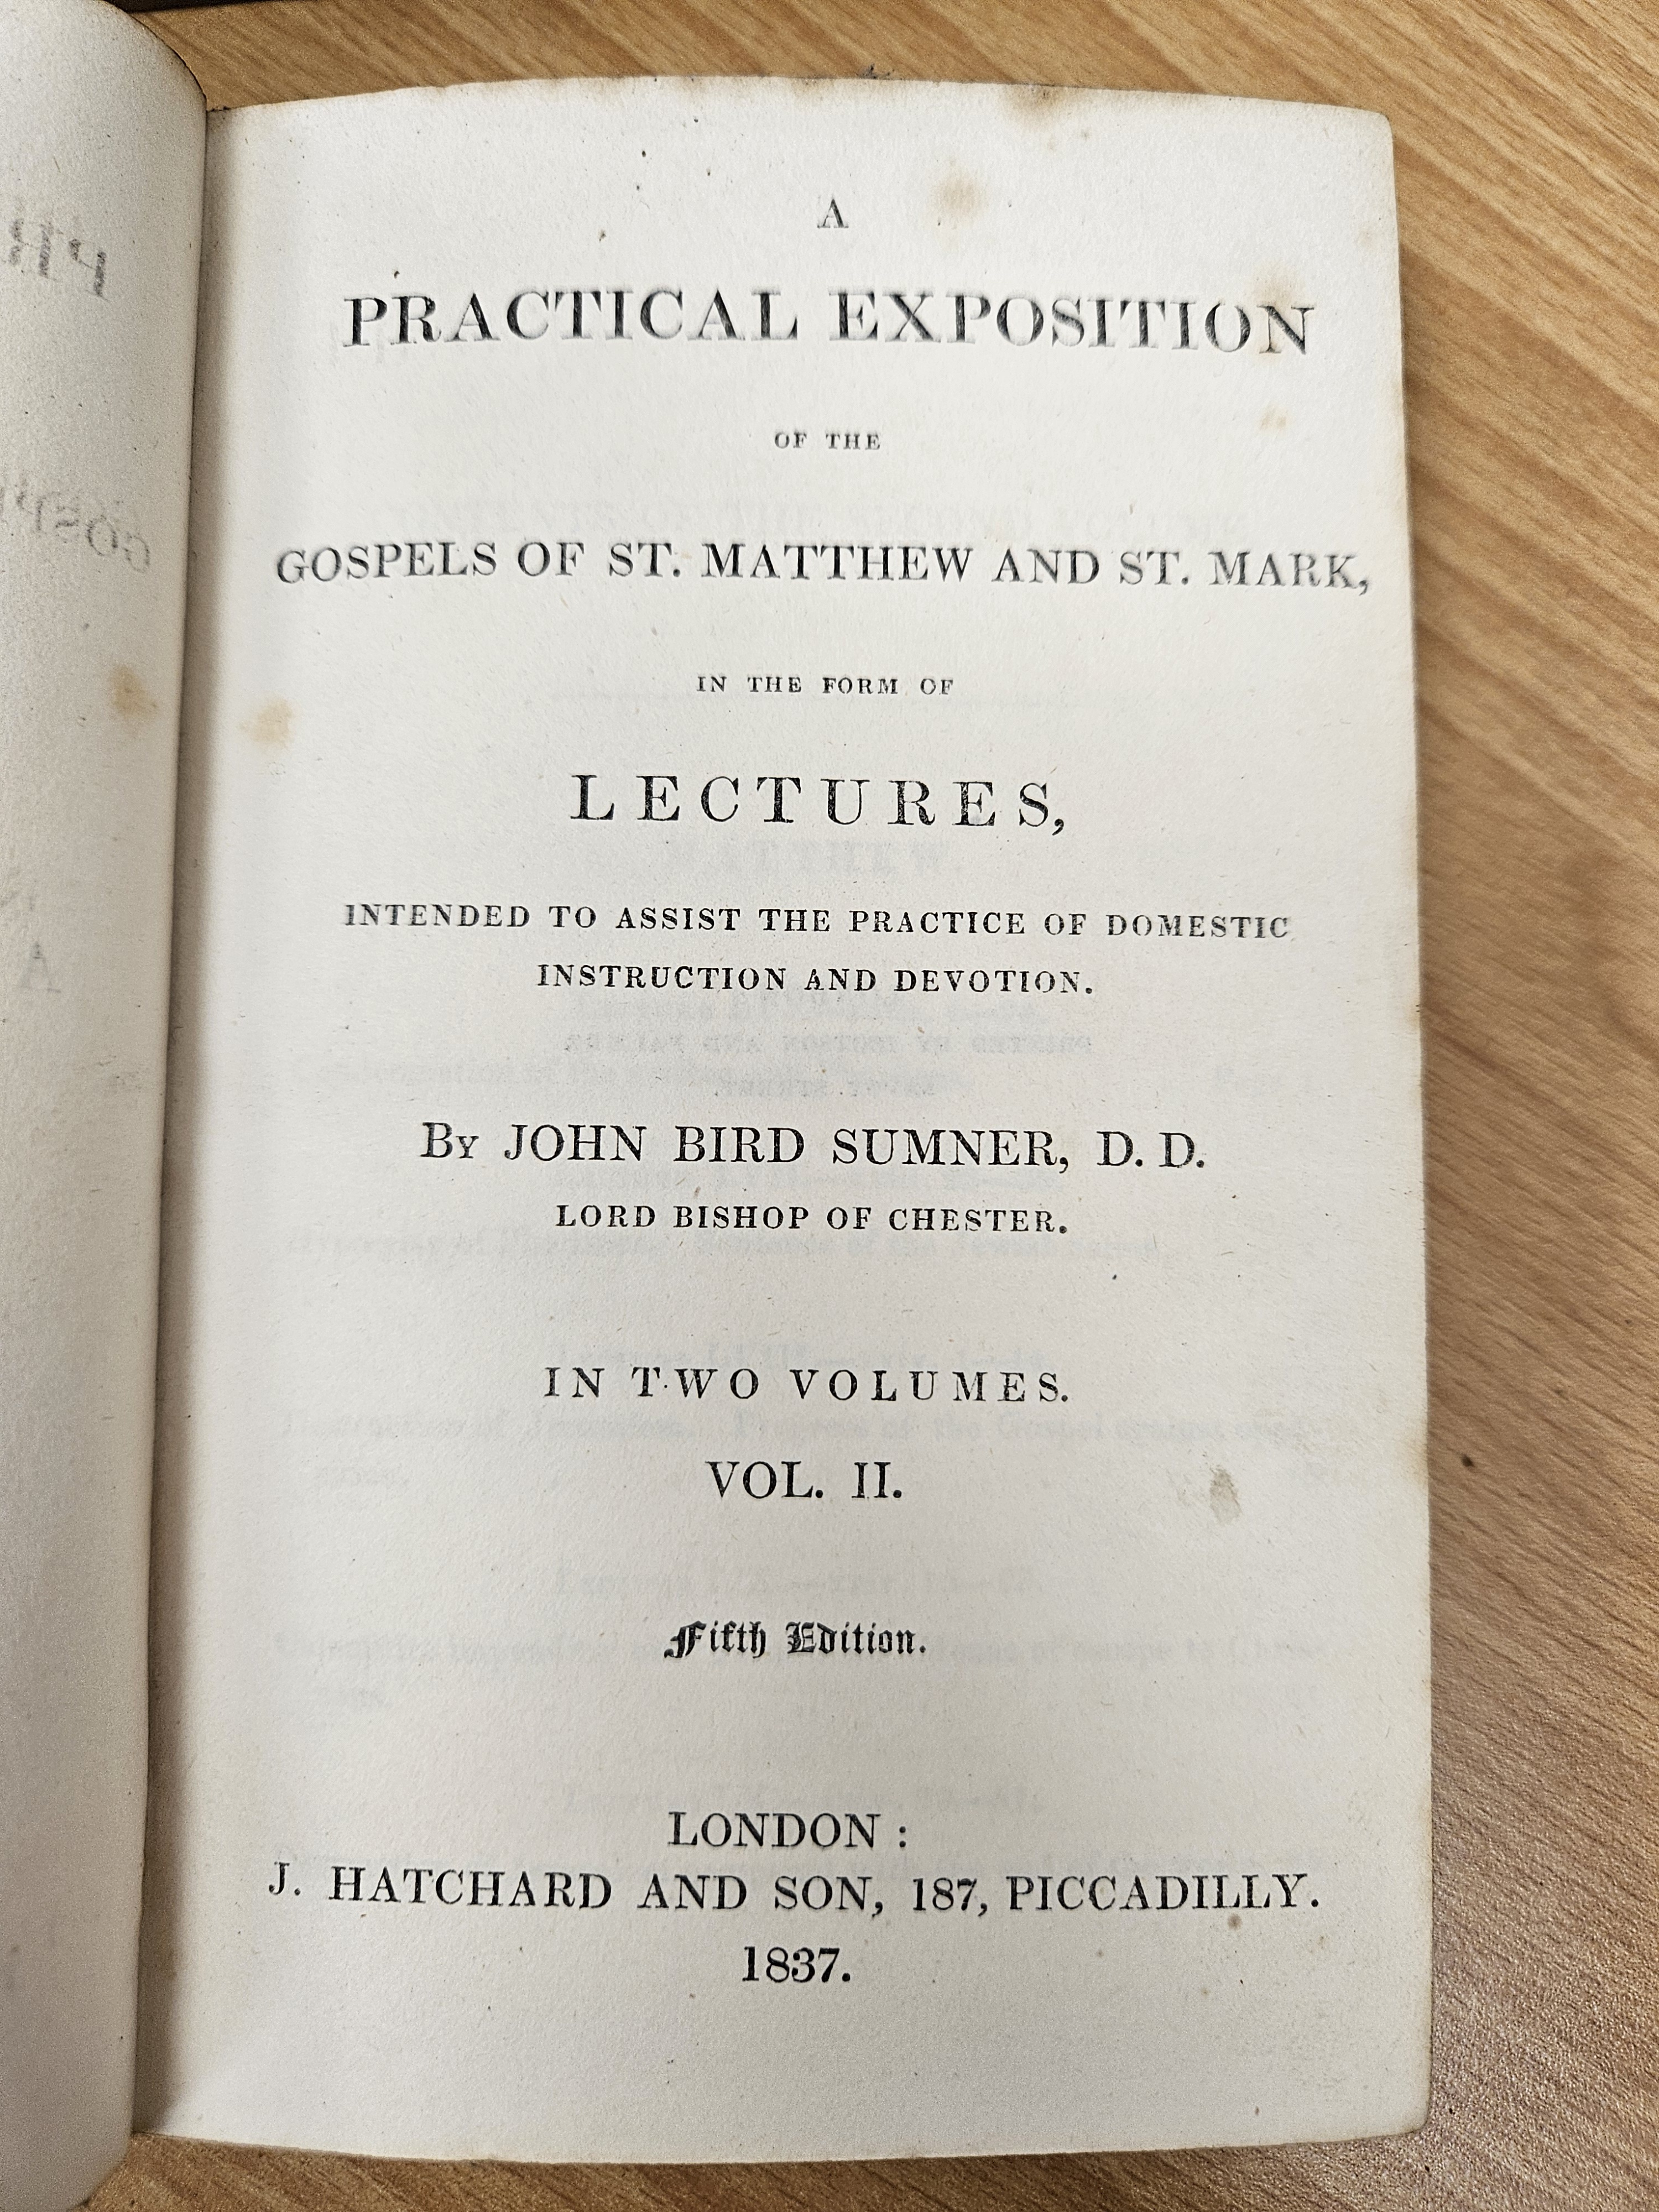 A
PRACTICAL EXPOSITION
OF THE
GOSPELS OF ST. MATTHEW AND ST. MARK,
IN THE FORM OF
LECTURES,
INTENDED TO ASSIST THE PRACTICE OF DOMESTIC
INSTRUCTION AND DEVOTION.
By JOHN BIRD SUMNER, D. D.
LORD BISHOP OF CHESTER.
IN TWO VOLUMES.
VOL. II.
Fifth Edition.
LONDON :
J. HATCHARD AND SON, 187, PICCADILLY.
1837.